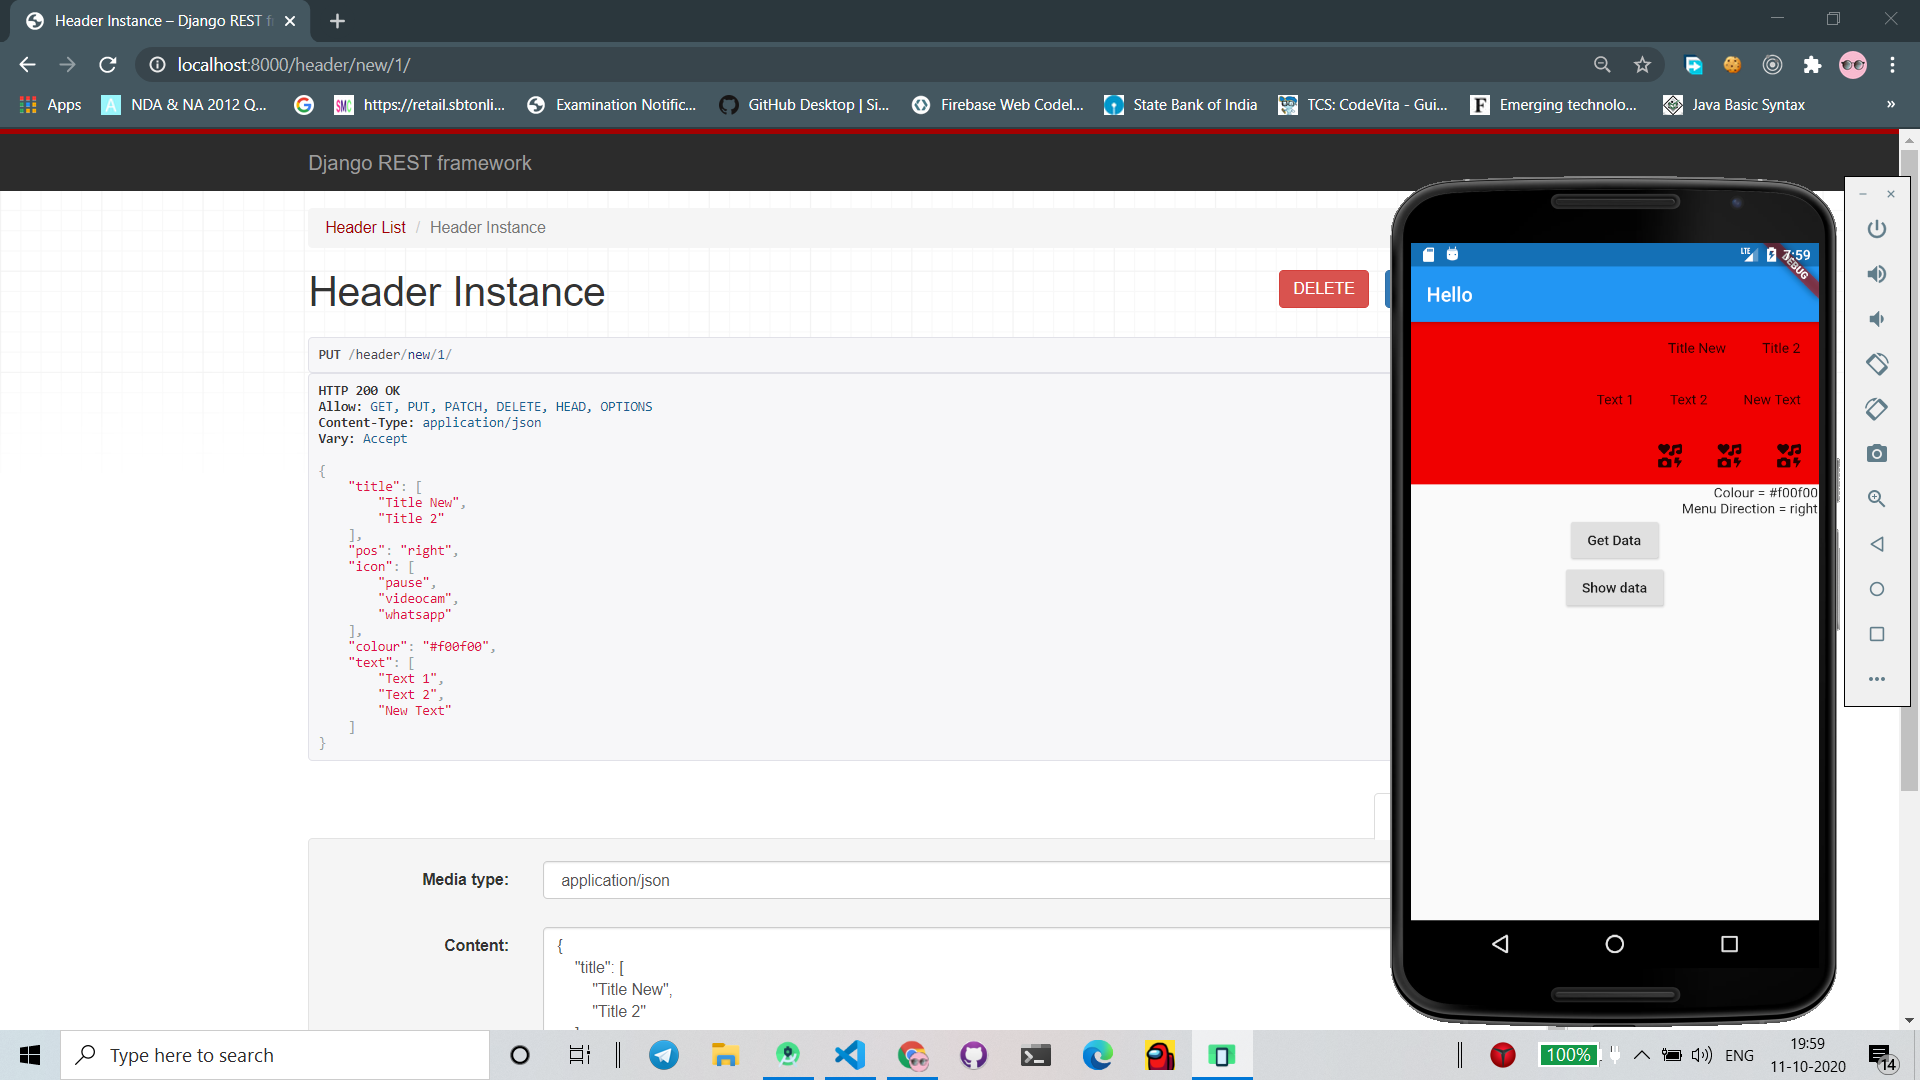 Header Instance – Django REST f
localhost:8000/header/new/1/
Apps
NDA & NA 2012 Q...
https://retail.sbtonli...
Examination Notific...
GitHub Desktop | Si...
Firebase Web Codel...
State Bank of India
TCS: CodeVita - Gui...
Emerging technolo...
Java Basic Syntax
»
Django REST framework
Header List / Header Instance
Header Instance
DELETE
PUT /header/new/1/
HTTP 200 OK
Allow: GET, PUT, PATCH, DELETE, HEAD, OPTIONS
Content-Type: application/json
Vary: Accept
{
"title": [
"Title New",
"Title 2"
],
"pos": "right",
"icon": [
"pause",
"videocam",
"whatsapp"
],
"colour": "#f00f00",
"text": [
"Text 1",
"Text 2",
"New Text"
]
}
Media type:
application/json
Content:
{
"title": [
"Title New",
"Title 2"
LTE
7:59
DEBUG
Hello
Title New Title 2
Text 1 Text 2 New Text
Colour = #f00f00
Menu Direction = right
Get Data
Show data
Type here to search
100%
ENG
19:59
11-10-2020
14